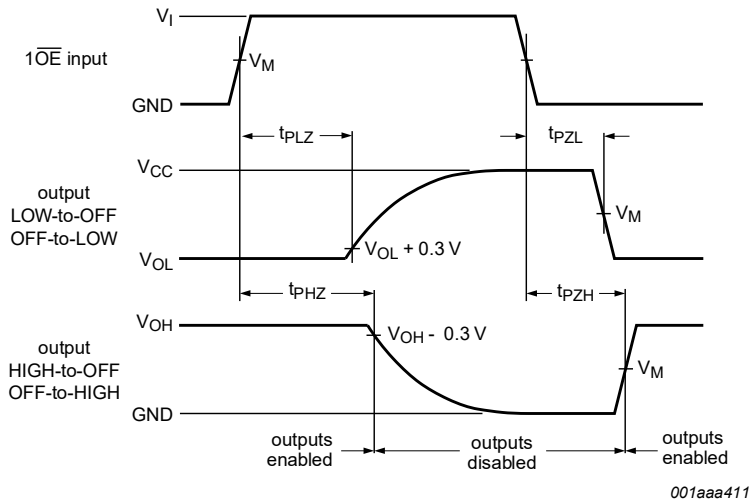 V_I
1O̅E̅ input
V_M
GND
t_PLZ
t_PZL
V_CC
output
LOW-to-OFF
OFF-to-LOW
V_M
V_OL + 0.3 V
V_OL
t_PHZ
t_PZH
V_OH
V_OH - 0.3 V
output
HIGH-to-OFF
OFF-to-HIGH
V_M
GND
outputs
enabled
outputs
disabled
outputs
enabled
001aaa411